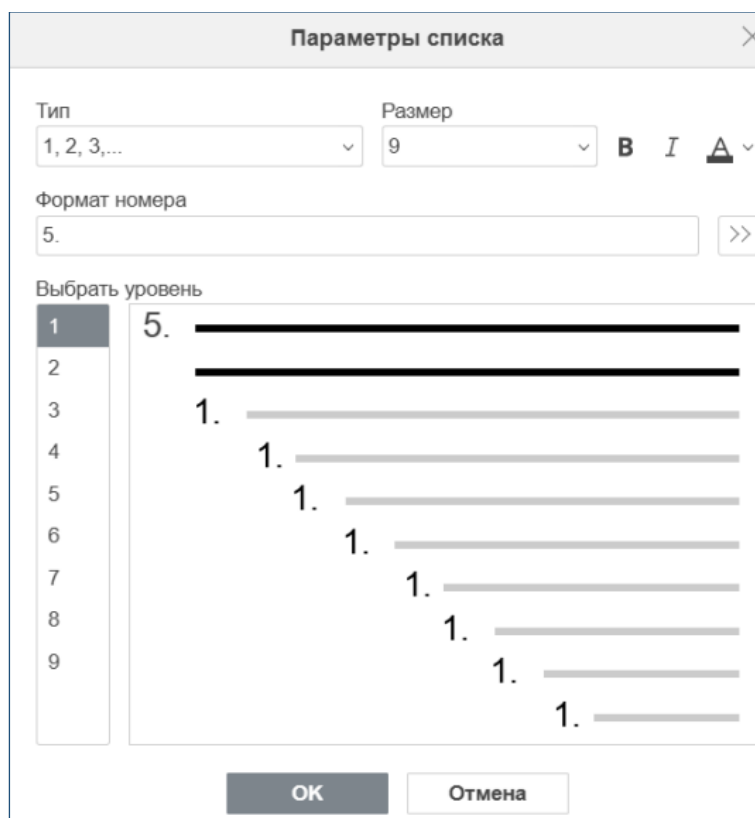 Параметры списка
Тип
Размер
1, 2, 3,...
9
B
I
A
Формат номера
5.
Выбрать уровень
1
2
3
4
5
6
7
8
9
5.
1.
1.
1.
1.
1.
1.
1.
1.
OK
Отмена